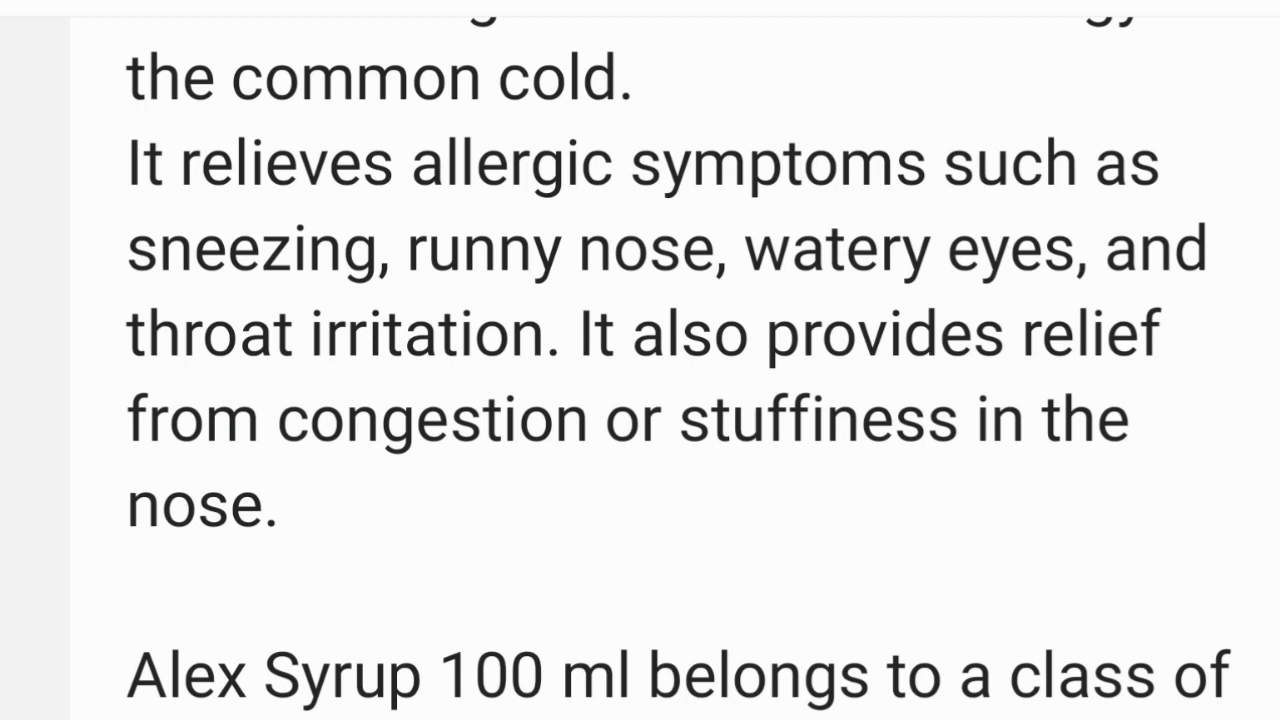 the common cold.
It relieves allergic symptoms such as
sneezing, runny nose, watery eyes, and
throat irritation. It also provides relief
from congestion or stuffiness in the
nose.
Alex Syrup 100 ml belongs to a class of